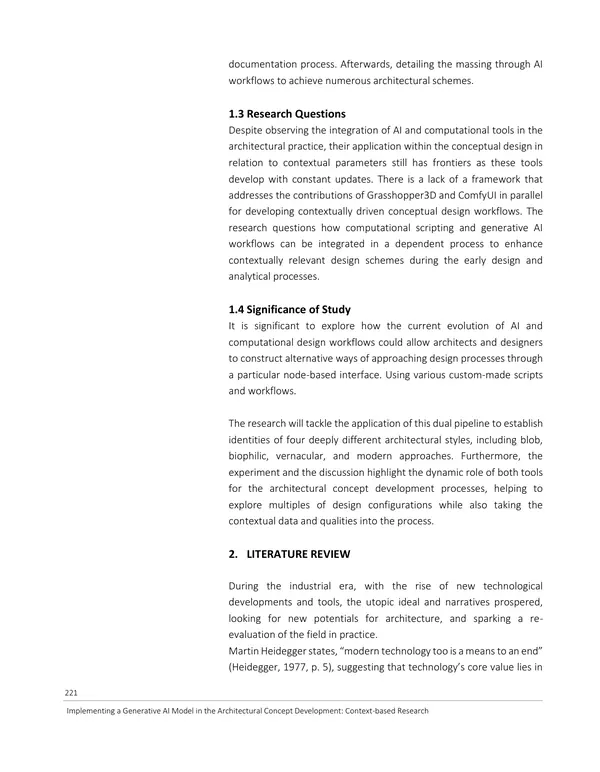 documentation process. Afterwards, detailing the massing through AI
workflows to achieve numerous architectural schemes.
1.3 Research Questions
Despite observing the integration of AI and computational tools in the
architectural practice, their application within the conceptual design in
relation to contextual parameters still has frontiers as these tools
develop with constant updates. There is a lack of a framework that
addresses the contributions of Grasshopper3D and ComfyUI in parallel
for developing contextually driven conceptual design workflows. The
research questions how computational scripting and generative AI
workflows can be integrated in a dependent process to enhance
contextually relevant design schemes during the early design and
analytical processes.
1.4 Significance of Study
It is significant to explore how the current evolution of AI and
computational design workflows could allow architects and designers
to construct alternative ways of approaching design processes through
a particular node-based interface. Using various custom-made scripts
and workflows.
The research will tackle the application of this dual pipeline to establish
identities of four deeply different architectural styles, including blob,
biophilic, vernacular, and modern approaches. Furthermore, the
experiment and the discussion highlight the dynamic role of both tools
for the architectural concept development processes, helping to
explore multiples of design configurations while also taking the
contextual data and qualities into the process.
2. LITERATURE REVIEW
During the industrial era, with the rise of new technological
developments and tools, the utopic ideal and narratives prospered,
looking for new potentials for architecture, and sparking a re-
evaluation of the field in practice.
Martin Heidegger states, “modern technology too is a means to an end”
(Heidegger, 1977, p. 5), suggesting that technology’s core value lies in
221
Implementing a Generative AI Model in the Architectural Concept Development: Context-based Research